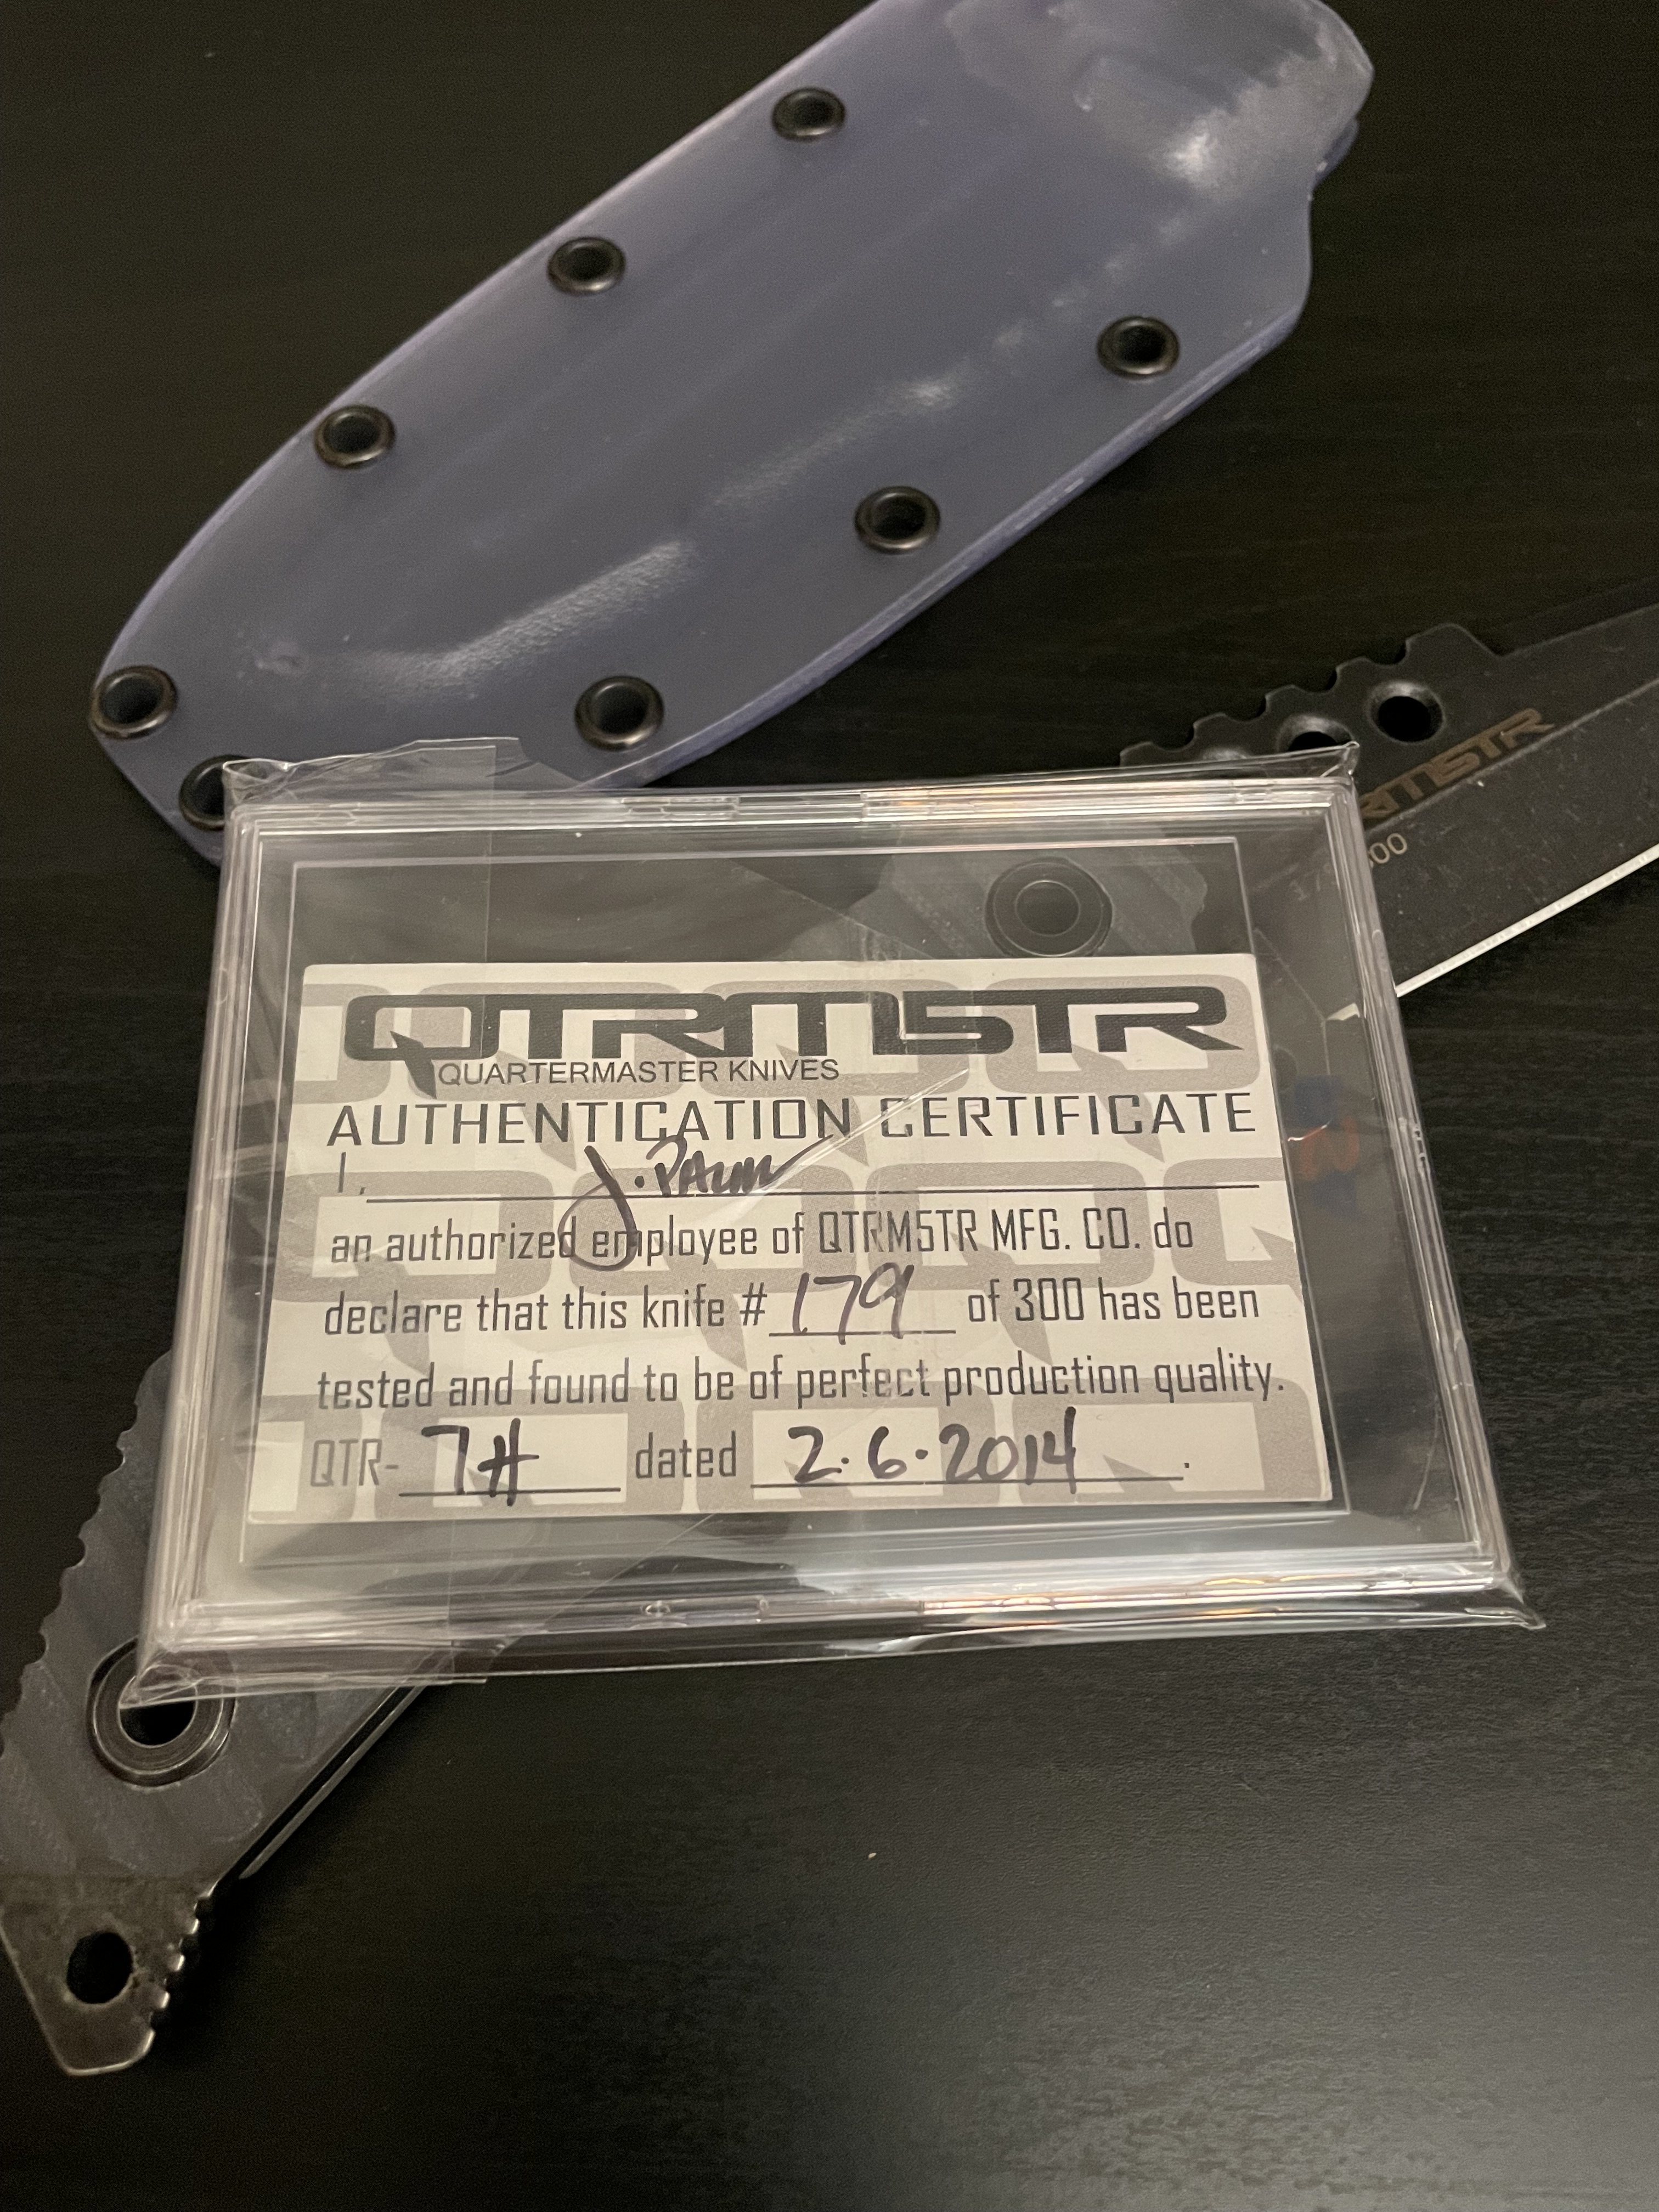 RM5TR
QTRM5TR
QUARTERMASTER KNIVES
AUTHENTICATION CERTIFICATE
I, J. PALM
an authorized employee of QTRM5TR MFG. CO. do
declare that this knife # 179 of 300 has been
tested and found to be of perfect production quality.
QTR- 7H dated 2.6.2014.